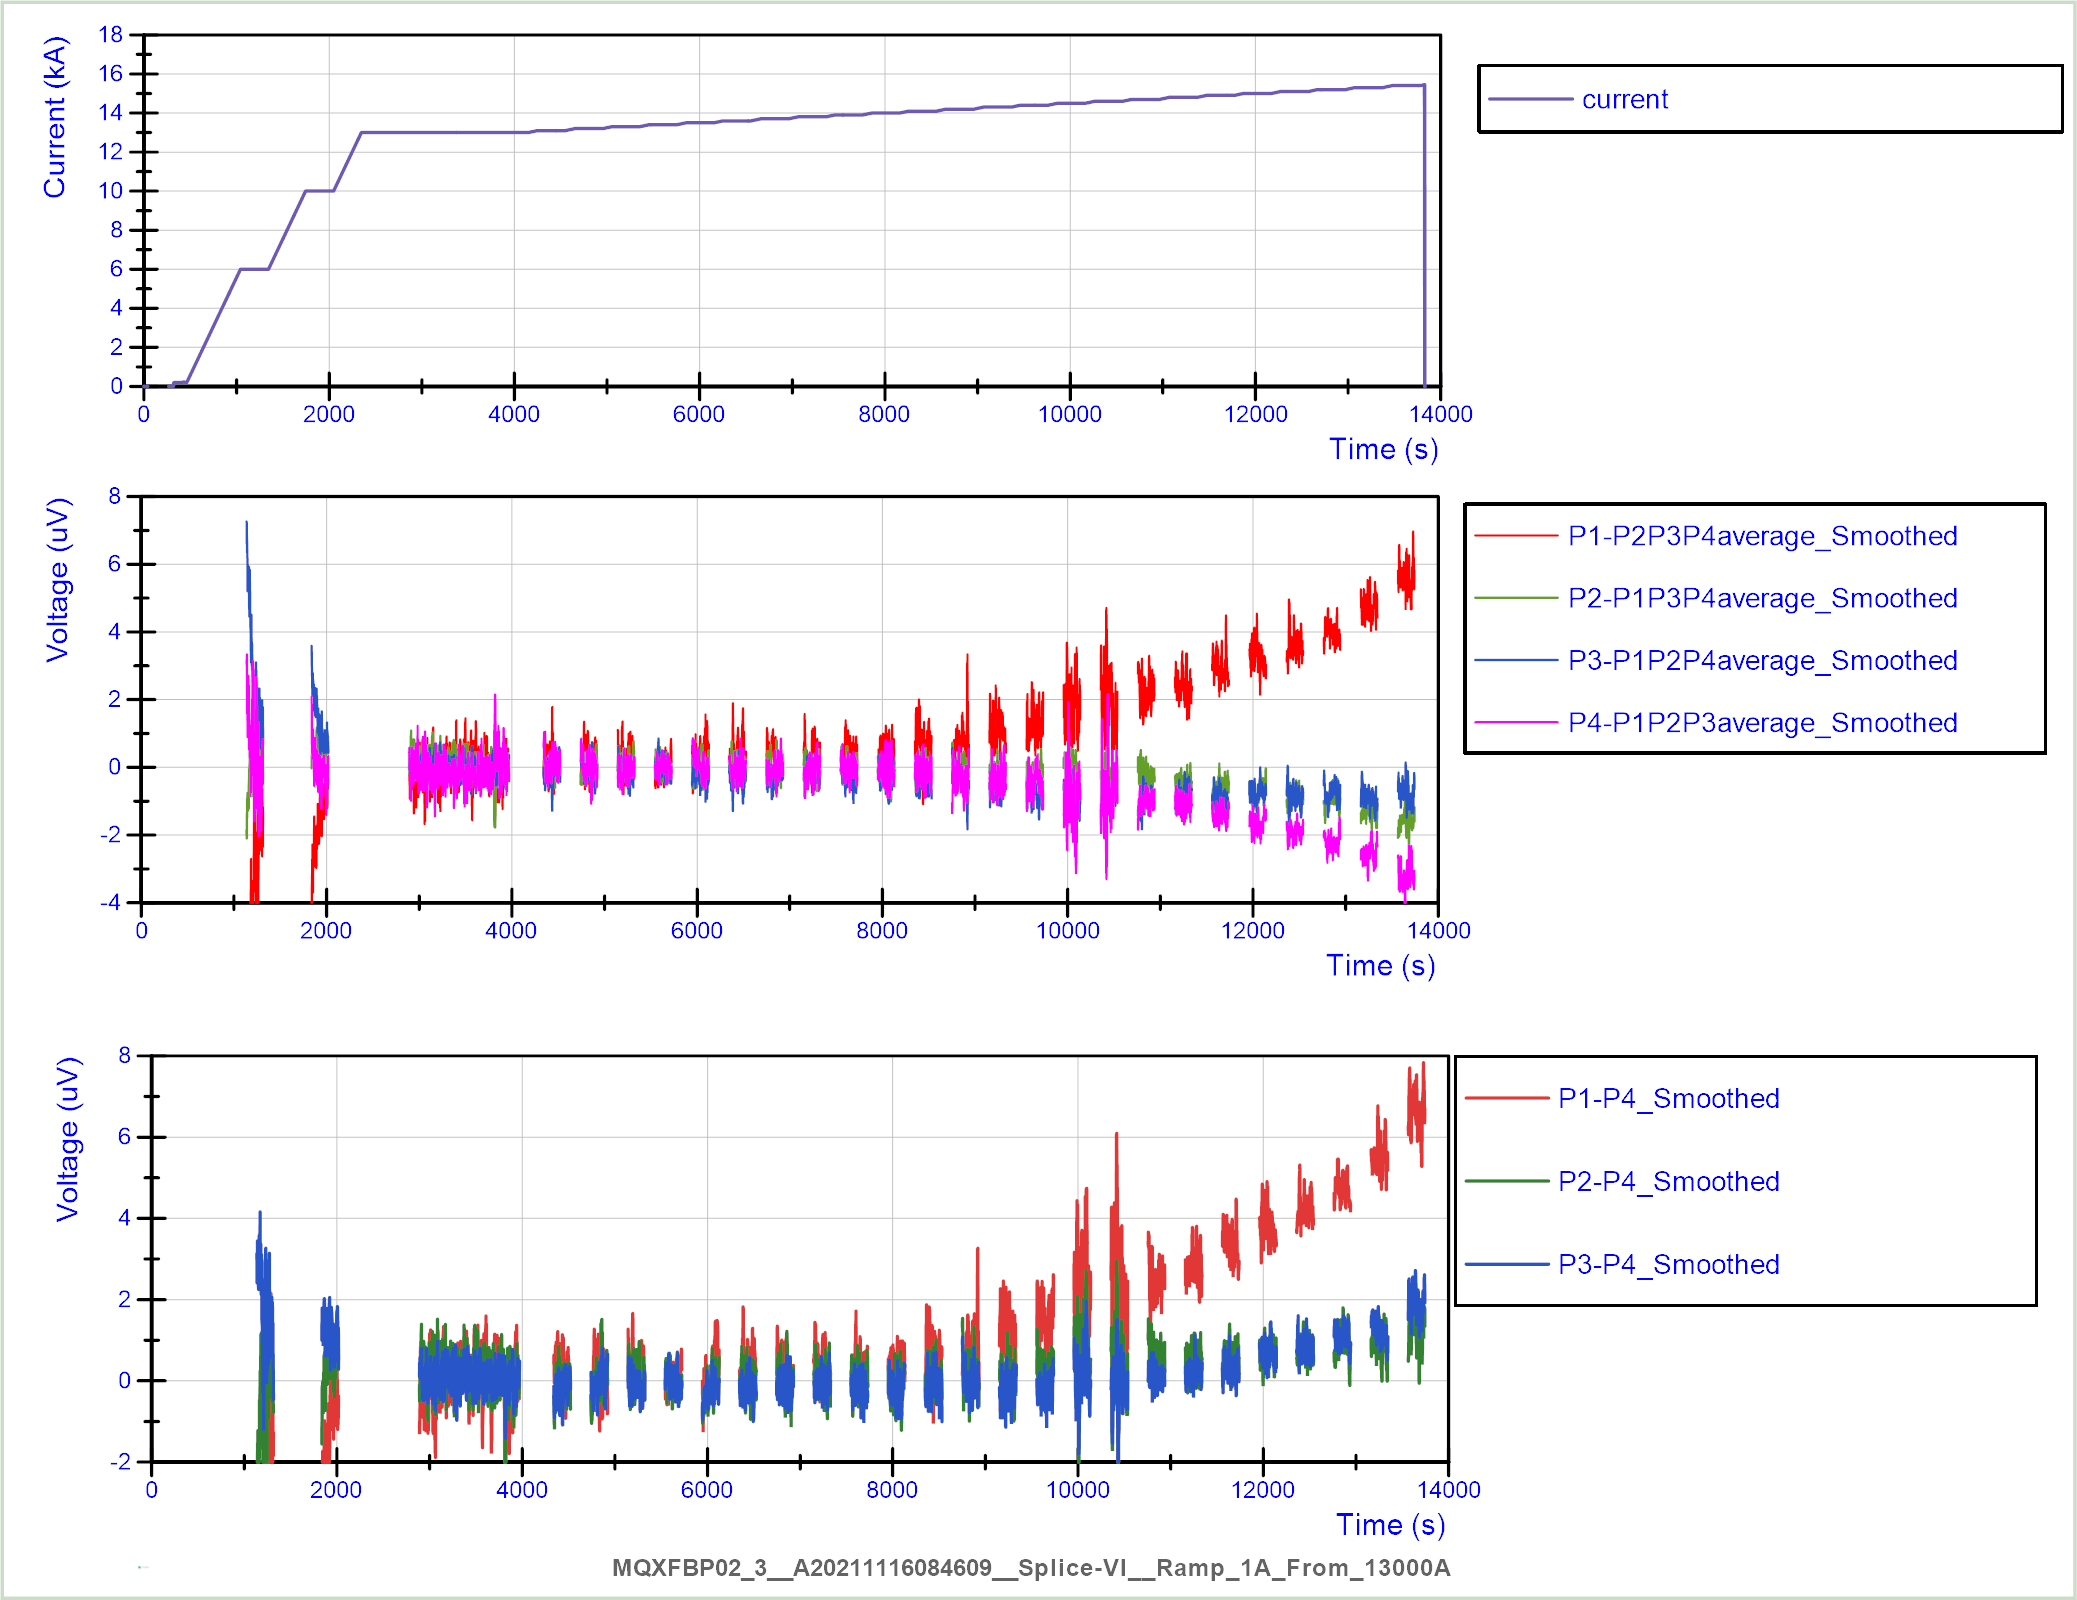 18
16
14
12
10
8
6
4
2
0
Current (kA)
0 2000 4000 6000 8000 10000 12000 14000
Time (s)
current
8
6
4
2
0
-2
-4
Voltage (uV)
0 2000 4000 6000 8000 10000 12000 14000
Time (s)
P1-P2P3P4average_Smoothed
P2-P1P3P4average_Smoothed
P3-P1P2P4average_Smoothed
P4-P1P2P3average_Smoothed
8
6
4
2
0
-2
Voltage (uV)
0 2000 4000 6000 8000 10000 12000 14000
Time (s)
P1-P4_Smoothed
P2-P4_Smoothed
P3-P4_Smoothed
MQXFBP02_3__A20211116084609__Splice-VI__Ramp_1A_From_13000A